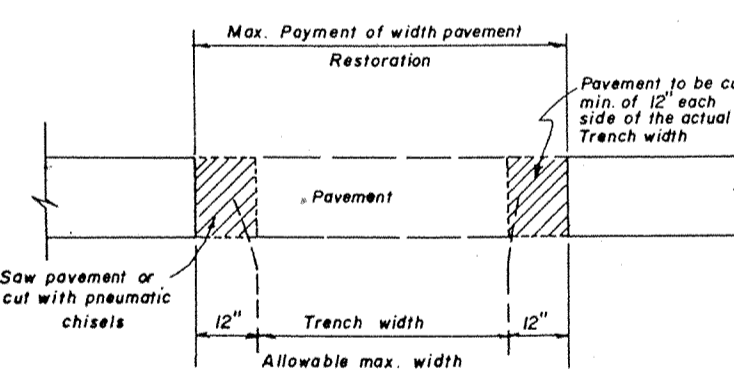 Max. Payment of width pavement
Restoration
Pavement to be
min. of 12" each
side of the actual
Trench width
Pavement
Saw pavement or
cut with pneumatic
chisels
12" Trench width 12"
Allowable max. width